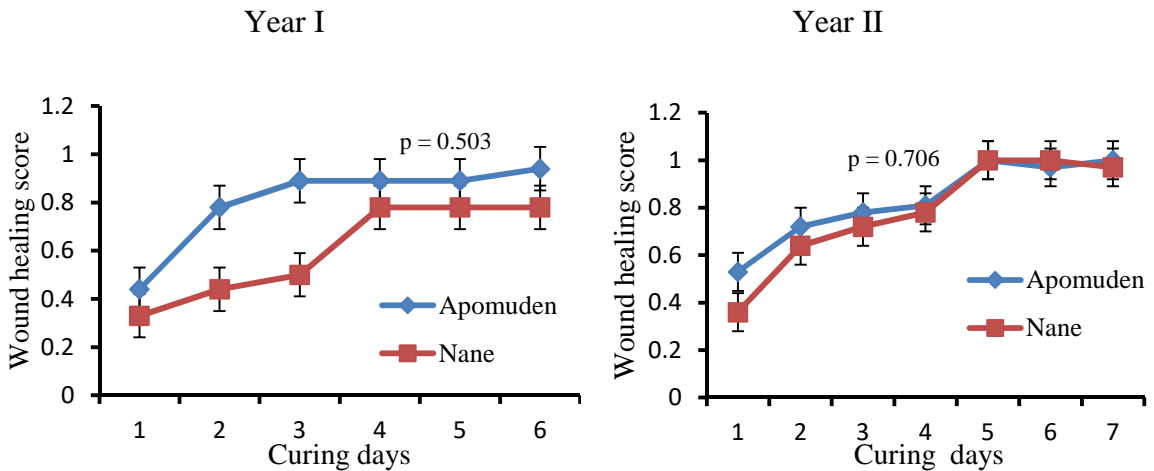 Year I
Wound healing score
1.2
1
0.8
0.6
0.4
0.2
0
p = 0.503
Apomuden
Nane
1 2 3 4 5 6
Curing days
Year II
Wound healing score
1.2
1
0.8
0.6
0.4
0.2
0
p = 0.706
Apomuden
Nane
1 2 3 4 5 6 7
Curing days